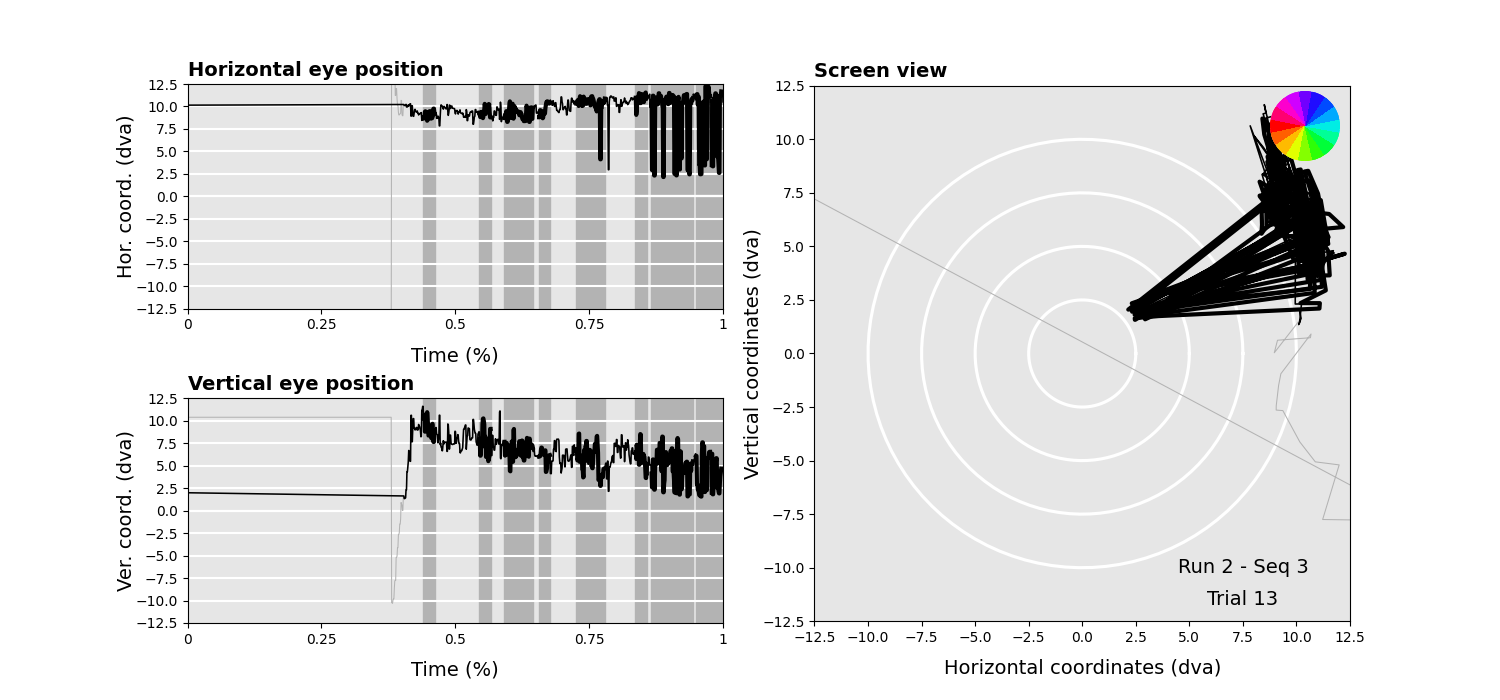 Horizontal eye position
Hor. coord. (dva)
12.5
10.0
7.5
5.0
2.5
0.0
−2.5
−5.0
−7.5
−10.0
−12.5
0 0.25 0.5 0.75 1
Time (%)
Vertical eye position
Ver. coord. (dva)
12.5
10.0
7.5
5.0
2.5
0.0
−2.5
−5.0
−7.5
−10.0
−12.5
0 0.25 0.5 0.75 1
Time (%)
Screen view
Vertical coordinates (dva)
12.5
10.0
7.5
5.0
2.5
0.0
−2.5
−5.0
−7.5
−10.0
−12.5
Run 2 - Seq 3
Trial 13
−12.5 −10.0 −7.5 −5.0 −2.5 0.0 2.5 5.0 7.5 10.0 12.5
Horizontal coordinates (dva)